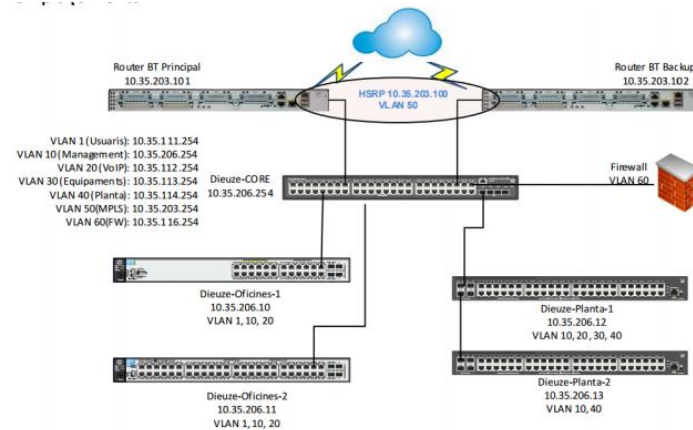 Router BT Principal
10.35.203.101
Router BT Backup
10.35.203.102
HSRP 10.35.203.100
VLAN 50
VLAN 1 (Usuaris): 10.35.111.254
VLAN 10 (Management): 10.35.206.254
VLAN 20 (VoIP): 10.35.112.254
VLAN 30 (Equipaments): 10.35.113.254
VLAN 40 (Planta): 10.35.114.254
VLAN 50(MPLS): 10.35.203.254
VLAN 60(FW): 10.35.116.254
Dieuze-CORE
10.35.206.254
Firewall
VLAN 60
Dieuze-Oficines-1
10.35.206.10
VLAN 1, 10, 20
Dieuze-Planta-1
10.35.206.12
VLAN 10, 20, 30, 40
Dieuze-Oficines-2
10.35.206.11
VLAN 1, 10, 20
Dieuze-Planta-2
10.35.206.13
VLAN 10, 40